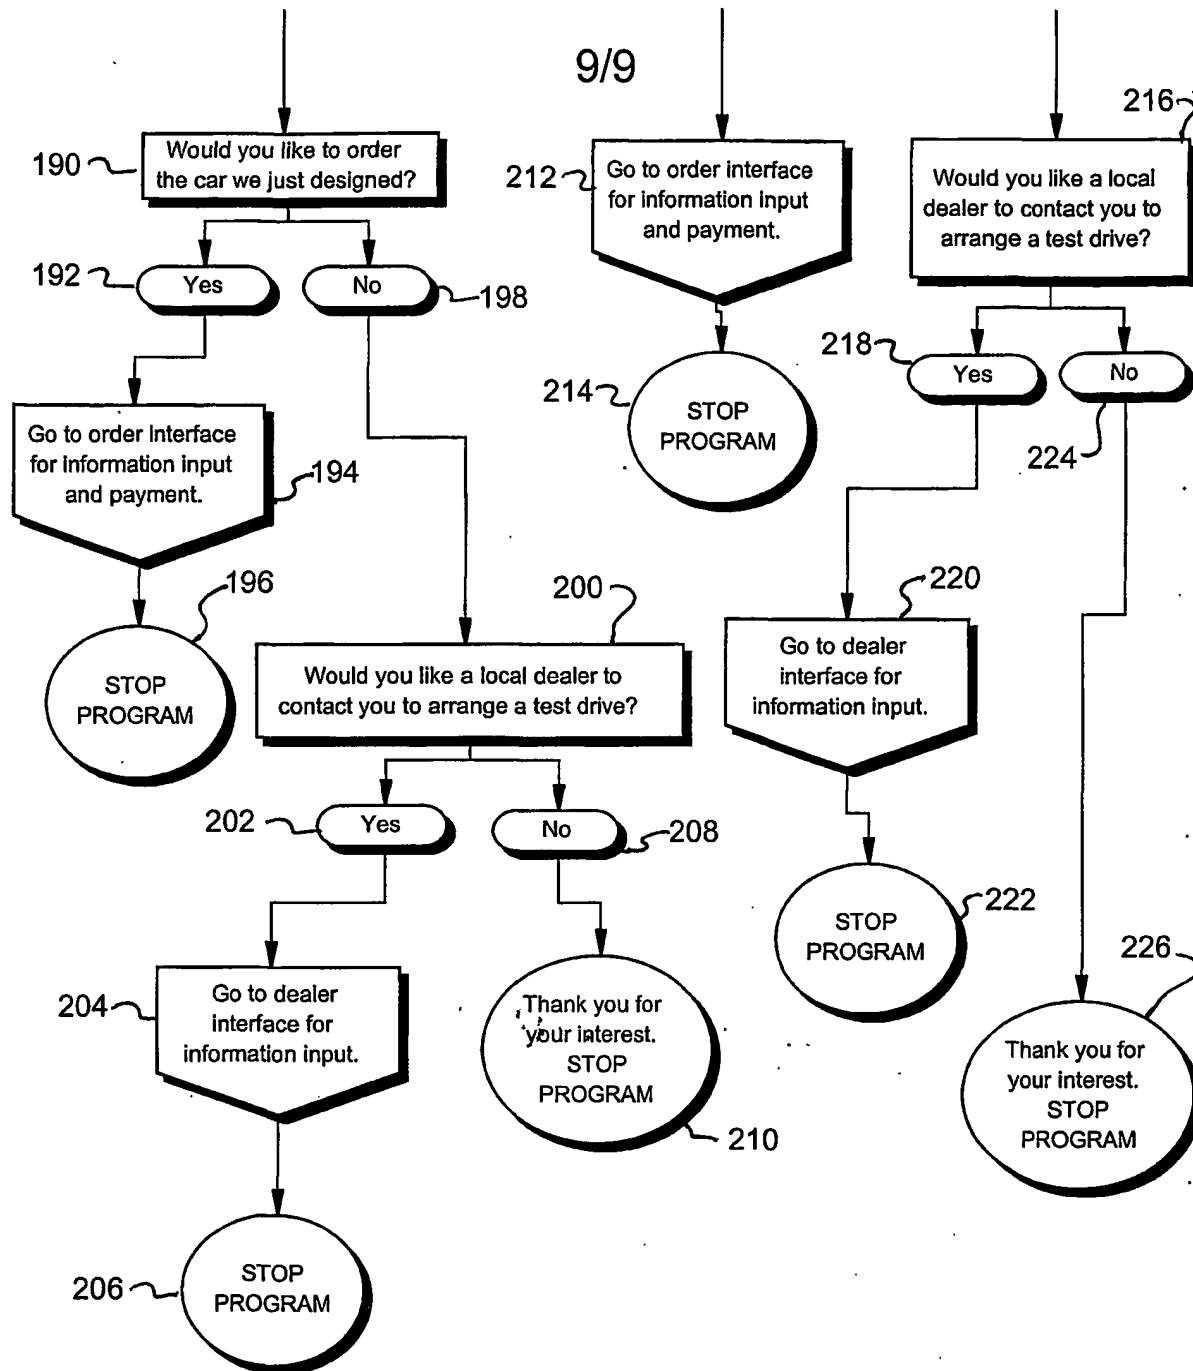 9/9
190
Would you like to order
the car we just designed?
192
Yes
No
198
Go to order interface
for information input
and payment.
194
196
STOP
PROGRAM
200
Would you like a local dealer to
contact you to arrange a test drive?
202
Yes
No
208
204
Go to dealer
interface for
information input.
Thank you for
your interest.
STOP
PROGRAM
210
206
STOP
PROGRAM
212
Go to order interface
for information input
and payment.
214
STOP
PROGRAM
216
Would you like a local
dealer to contact you to
arrange a test drive?
218
Yes
No
224
220
Go to dealer
interface for
information input.
STOP
PROGRAM
222
226
Thank you for
your interest.
STOP
PROGRAM